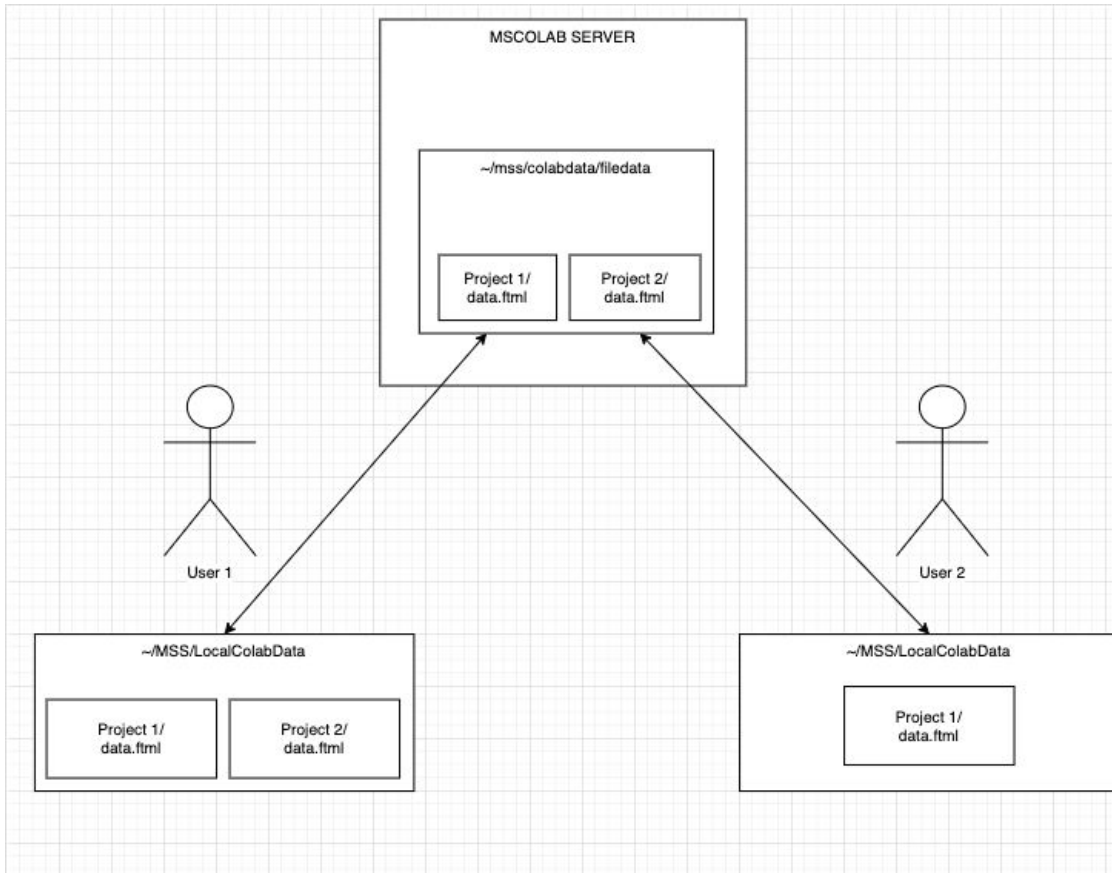 MSCOLAB SERVER
~/mss/colabdata/filedata
Project 1/
data.ftml
Project 2/
data.ftml
User 1
User 2
~/MSS/LocalColabData
Project 1/
data.ftml
Project 2/
data.ftml
~/MSS/LocalColabData
Project 1/
data.ftml